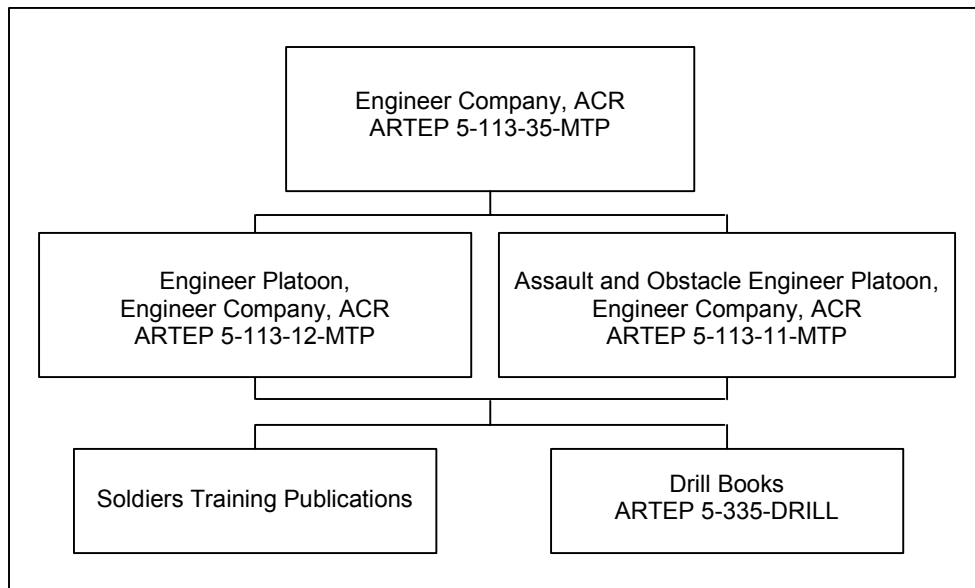 Engineer Company, ACR
ARTEP 5-113-35-MTP
Engineer Platoon,
Engineer Company, ACR
ARTEP 5-113-12-MTP
Assault and Obstacle Engineer Platoon,
Engineer Company, ACR
ARTEP 5-113-11-MTP
Soldiers Training Publications
Drill Books
ARTEP 5-335-DRILL